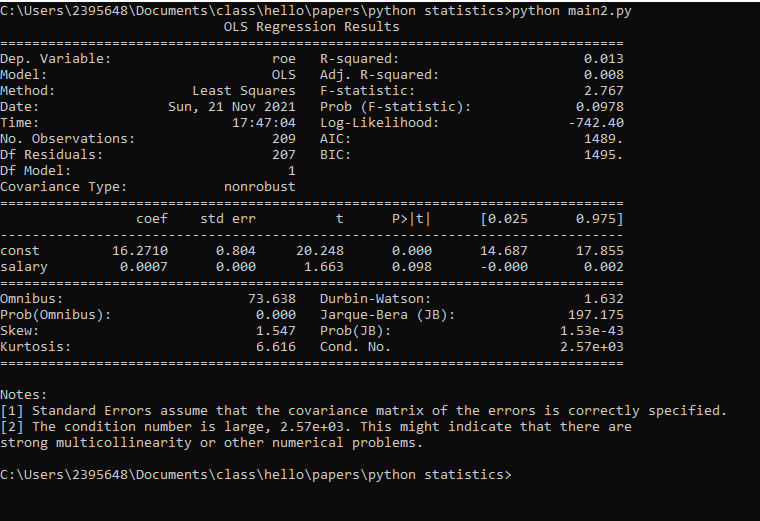 C:\Users\2395648\Documents\class\hello\papers\python statistics>python main2.py
                            OLS Regression Results
==============================================================================
Dep. Variable:                    roe   R-squared:                       0.013
Model:                            OLS   Adj. R-squared:                  0.008
Method:                 Least Squares   F-statistic:                     2.767
Date:                Sun, 21 Nov 2021   Prob (F-statistic):             0.0978
Time:                        17:47:04   Log-Likelihood:                -742.40
No. Observations:                 209   AIC:                             1489.
Df Residuals:                     207   BIC:                             1495.
Df Model:                           1
Covariance Type:            nonrobust
==============================================================================
                 coef    std err          t      P>|t|      [0.025      0.975]
------------------------------------------------------------------------------
const         16.2710      0.804     20.248      0.000      14.687      17.855
salary         0.0007      0.000      1.663      0.098      -0.000       0.002
==============================================================================
Omnibus:                       73.638   Durbin-Watson:                   1.632
Prob(Omnibus):                  0.000   Jarque-Bera (JB):              197.175
Skew:                           1.547   Prob(JB):                     1.53e-43
Kurtosis:                       6.616   Cond. No.                     2.57e+03
==============================================================================
Notes:
[1] Standard Errors assume that the covariance matrix of the errors is correctly specified.
[2] The condition number is large, 2.57e+03. This might indicate that there are
strong multicollinearity or other numerical problems.
C:\Users\2395648\Documents\class\hello\papers\python statistics>